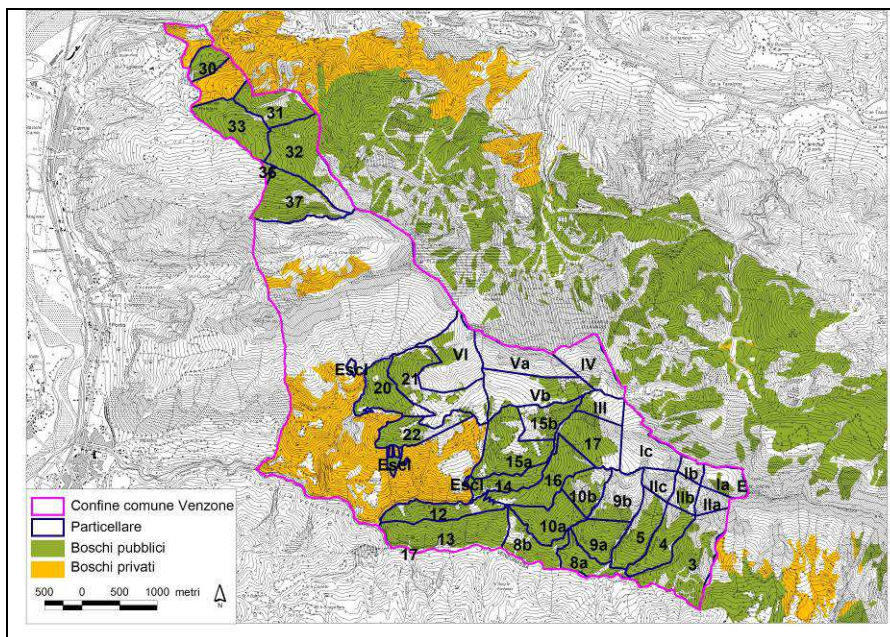 30
31
33
32
36
37
VI
Va
IV
Escl
20
21
Vb
III
15b
22
17
Ic
Escl
15a
Ib
Ia
E
Escl
14
16
IIc
IIb
IIa
10b
9b
12
10a
5
4
13
8b
9a
17
8a
3
Confine comune Venzone
Particellare
Boschi pubblici
Boschi privati
500 0 500 1000 metri
N